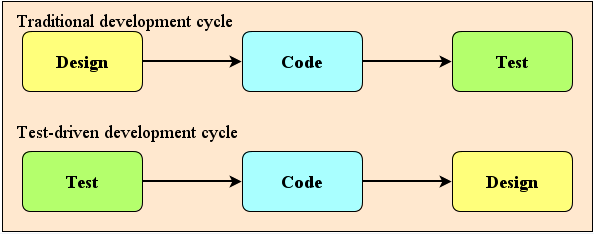 Traditional development cycle
Design Code Test
Test-driven development cycle
Test Code Design